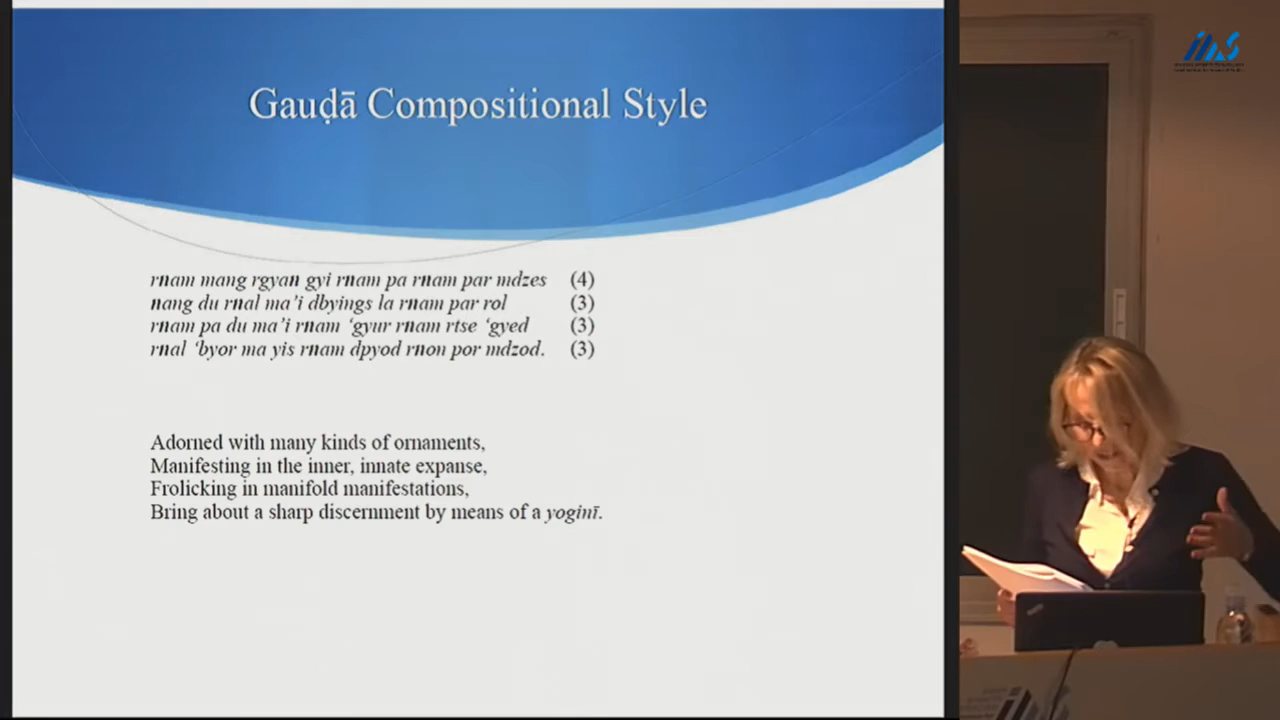 Gauḍā Compositional Style
rnam mang rgyan gyi rnam pa rnam par mdzes (4)
nang du rnal ma’i dbyings la rnam par rol (3)
rnam pa du ma’i rnam ‘gyur rnam rtse ‘gyed (3)
rnal ‘byor ma yis rnam dpyod rnon por mdzod. (3)
Adorned with many kinds of ornaments,
Manifesting in the inner, innate expanse,
Frolicking in manifold manifestations,
Bring about a sharp discernment by means of a yoginī.